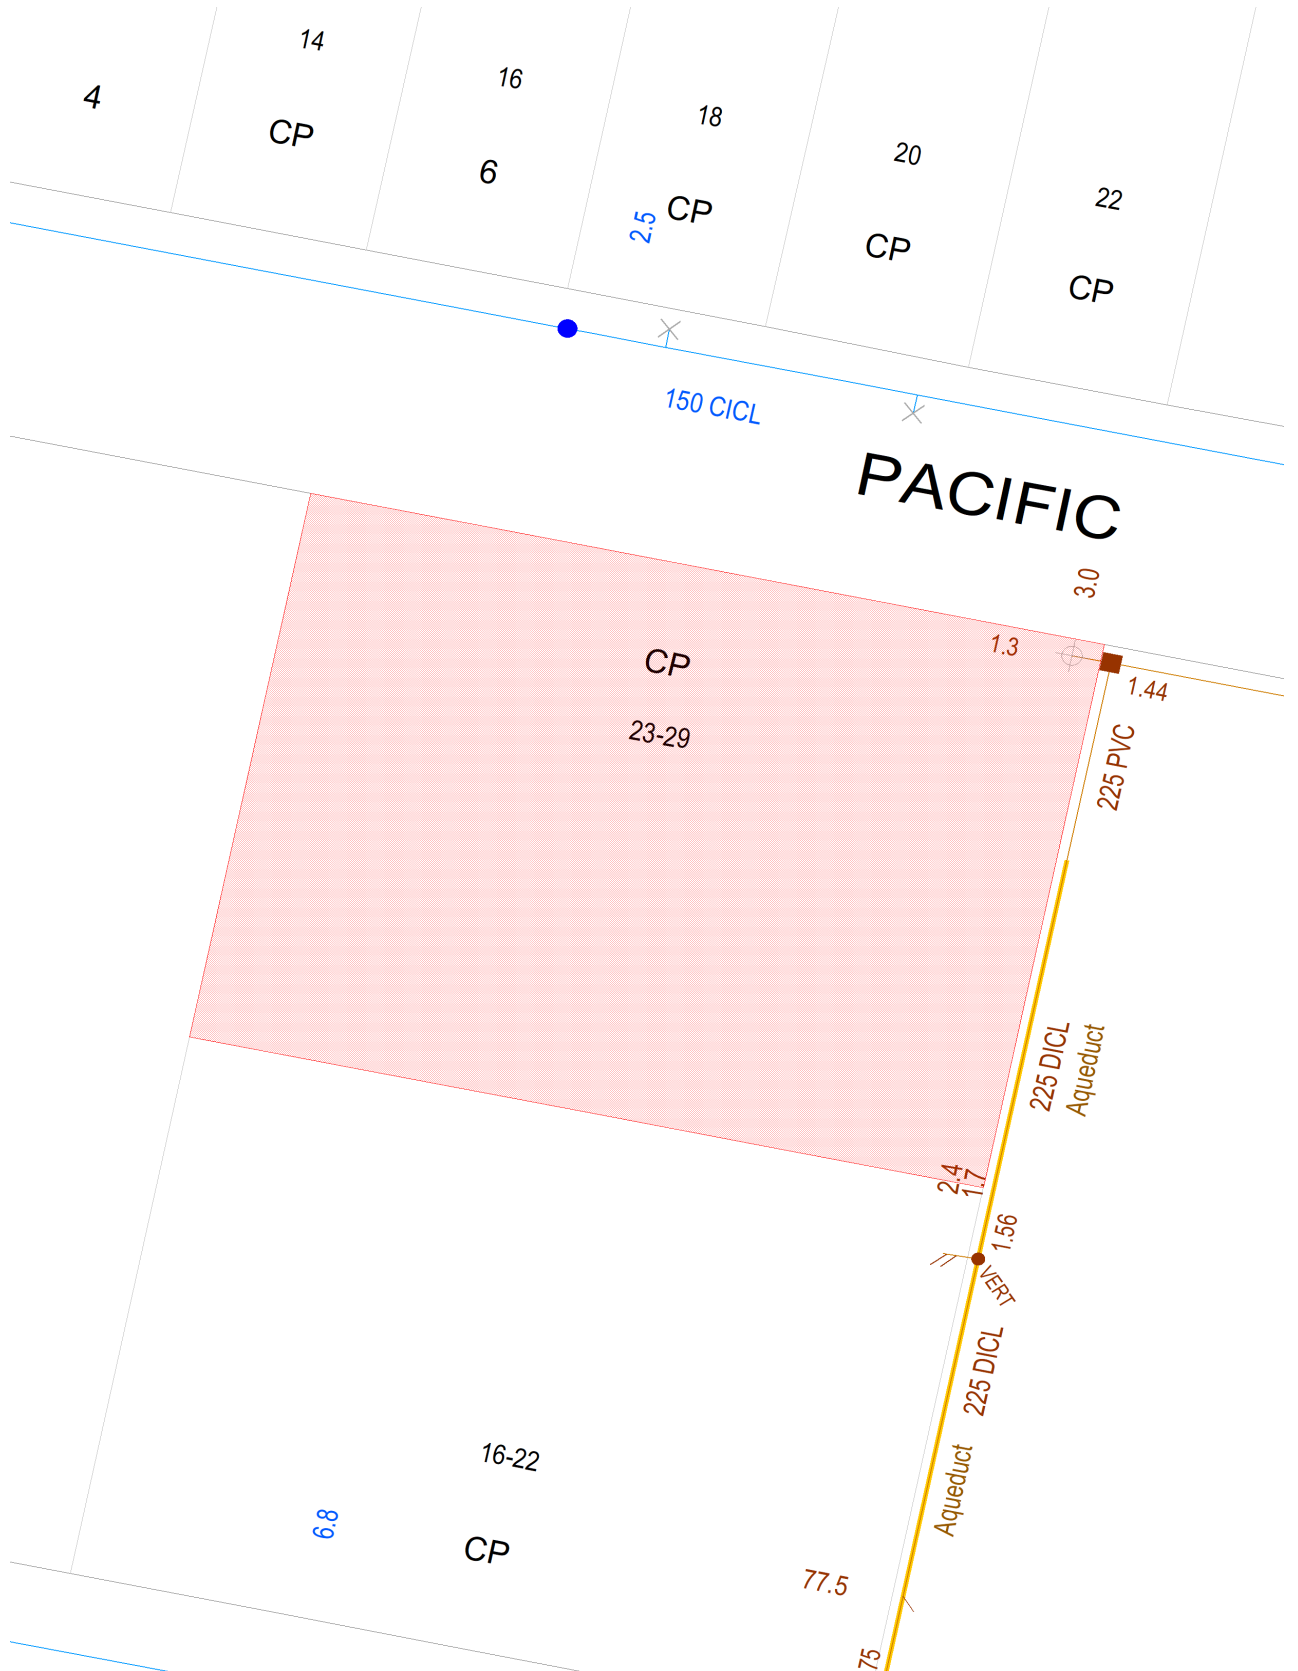 14
16
4
CP
18
20
6
22
2.5
CP
CP
CP
150 CICL
PACIFIC
3.0
1.3
CP
1.44
23-29
225 PVC
225 DICL
Aqueduct
2.4
1.7
1.56
VERT
225 DICL
16-22
Aqueduct
6.8
CP
77.5
75